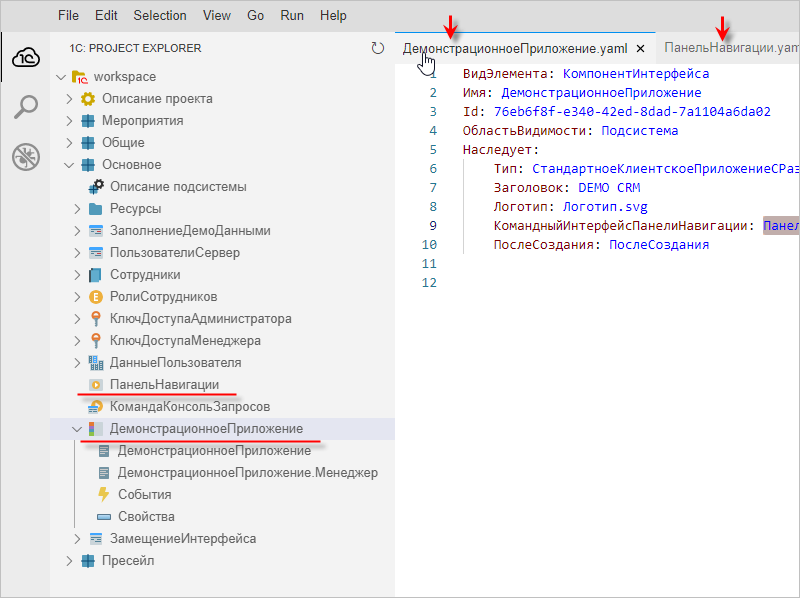 File Edit Selection View Go Run Help
1C: PROJECT EXPLORER
workspace
Описание проекта
Мероприятия
Общие
Основное
Описание подсистемы
Ресурсы
ЗаполнениеДемоДанными
ПользователиСервер
Сотрудники
РолиСотрудников
КлючДоступаАдминистратора
КлючДоступаМенеджера
ДанныеПользователя
ПанельНавигации
КомандаКонсольЗапросов
ДемонстрационноеПриложение
ДемонстрационноеПриложение
ДемонстрационноеПриложение.Менеджер
События
Свойства
ЗамещениеИнтерфейса
Пресейл
ДемонстрационноеПриложение.yaml × ПанельНавигации.yam
1 ВидЭлемента: КомпонентИнтерфейса
2 Имя: ДемонстрационноеПриложение
3 Id: 76eb6f8f-e340-42ed-8dad-7a1104a6da02
4 ОбластьВидимости: Подсистема
5 Наследует:
6 Тип: СтандартноеКлиентскоеПриложениеСРаз
7 Заголовок: DEMO CRM
8 Логотип: Логотип.svg
9 КомандныйИнтерфейсПанелиНавигации: Панел
10 ПослеСоздания: ПослеСоздания
11
12